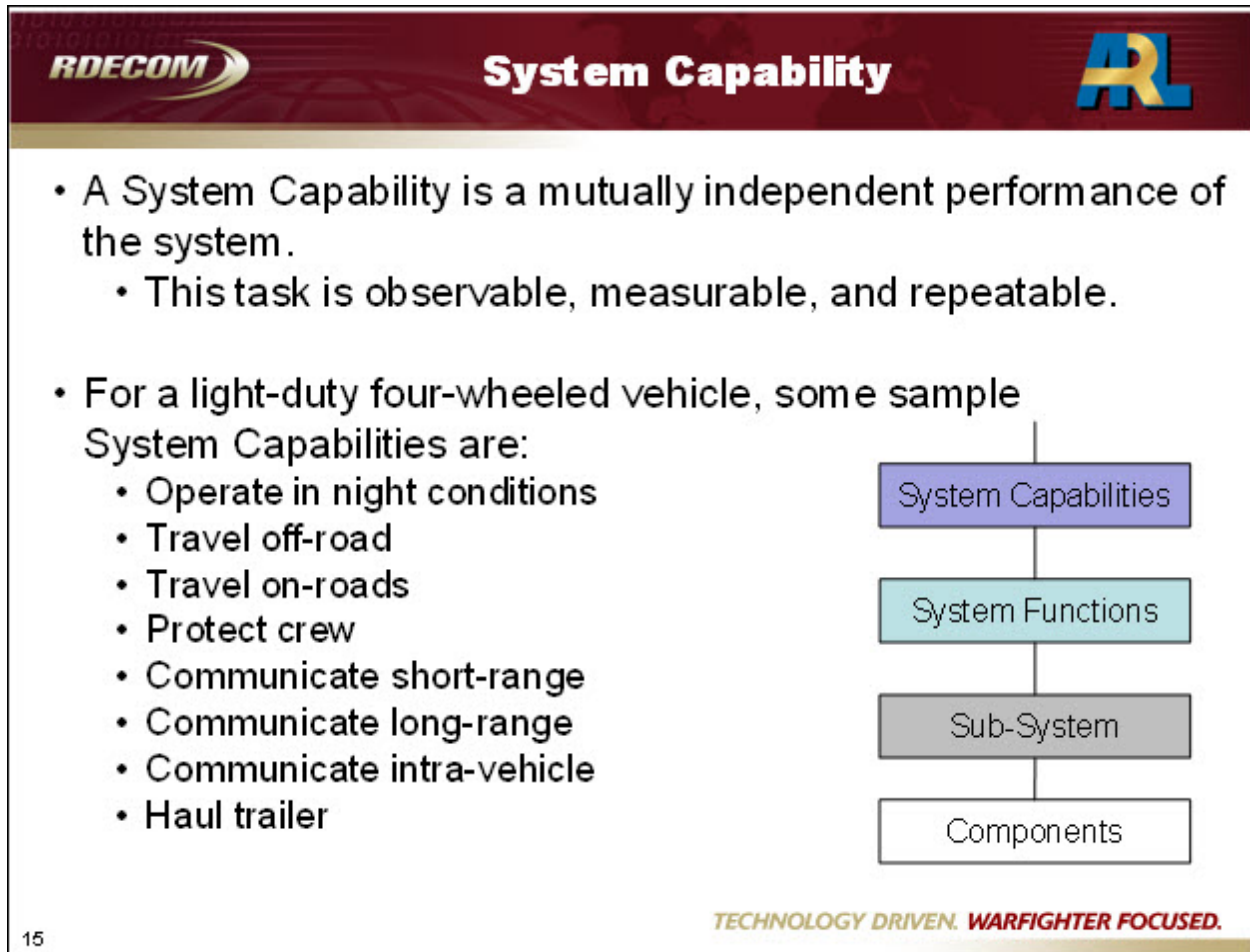 RDECOM
System Capability
ARL
• A System Capability is a mutually independent performance of
the system.
• This task is observable, measurable, and repeatable.
• For a light-duty four-wheeled vehicle, some sample
System Capabilities are:
• Operate in night conditions
• Travel off-road
• Travel on-roads
• Protect crew
• Communicate short-range
• Communicate long-range
• Communicate intra-vehicle
• Haul trailer
System Capabilities
System Functions
Sub-System
Components
TECHNOLOGY DRIVEN. WARFIGHTER FOCUSED.
15